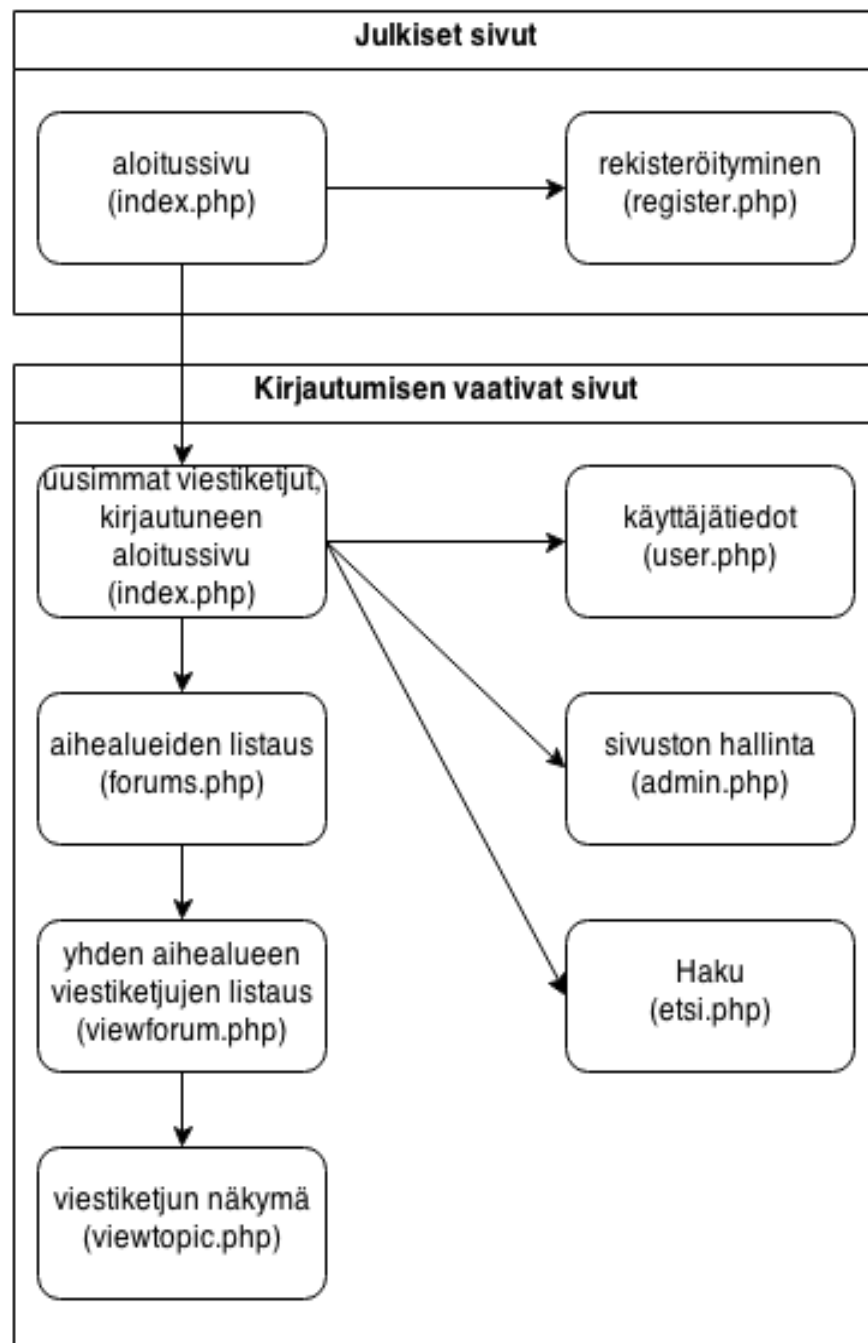 Julkiset sivut
aloitussivu
(index.php)
rekisteröityminen
(register.php)
Kirjautumisen vaativat sivut
uusimmat viestiketjut,
kirjautuneen
aloitussivu
(index.php)
käyttäjätiedot
(user.php)
aihealueiden listaus
(forums.php)
sivuston hallinta
(admin.php)
yhden aihealueen
viestiketjujen listaus
(viewforum.php)
Haku
(etsi.php)
viestiketjun näkymä
(viewtopic.php)